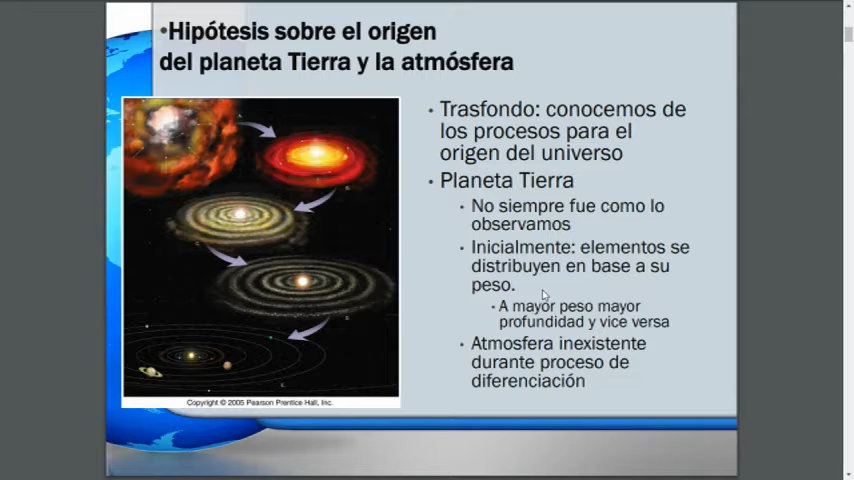 •Hipótesis sobre el origen
del planeta Tierra y la atmósfera
• Trasfondo: conocemos de
los procesos para el
origen del universo
• Planeta Tierra
• No siempre fue como lo
observamos
• Inicialmente: elementos se
distribuyen en base a su
peso.
• A mayor peso mayor
profundidad y vice versa
• Atmosfera inexistente
durante proceso de
diferenciación
Copyright © 2005 Pearson Prentice Hall, Inc.